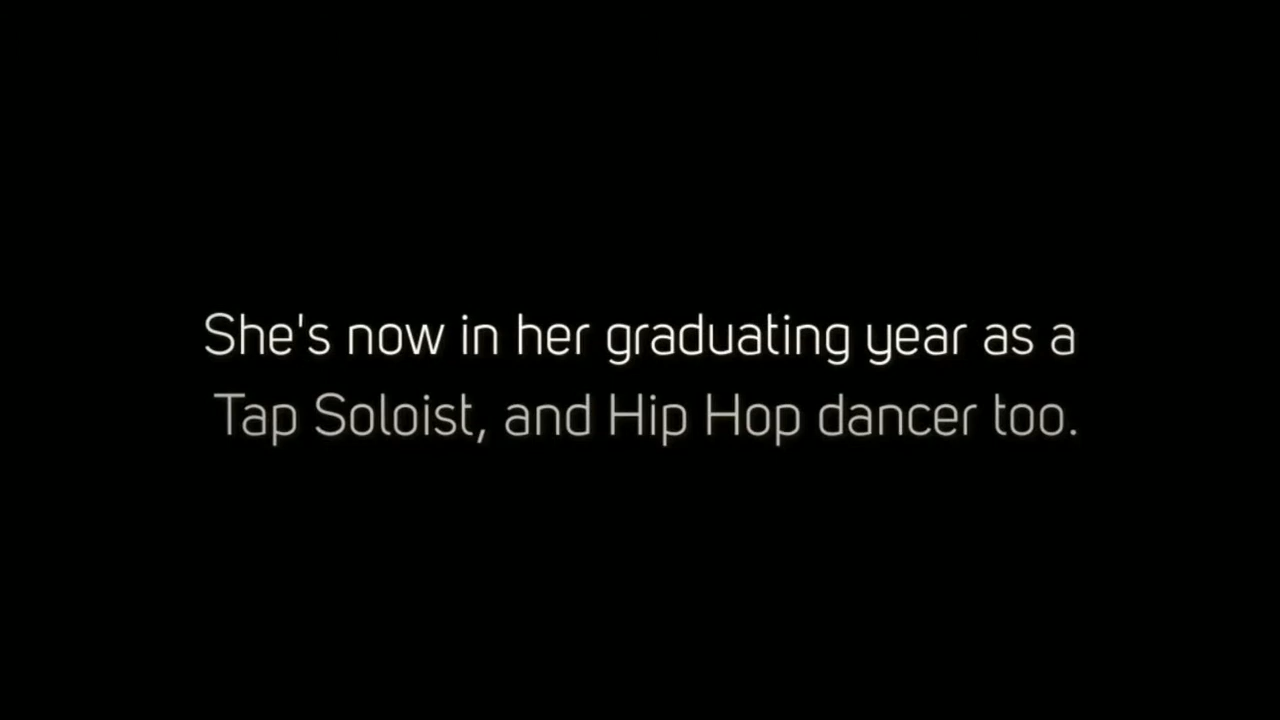 She's now in her graduating year as a
Tap Soloist, and Hip Hop dancer too.